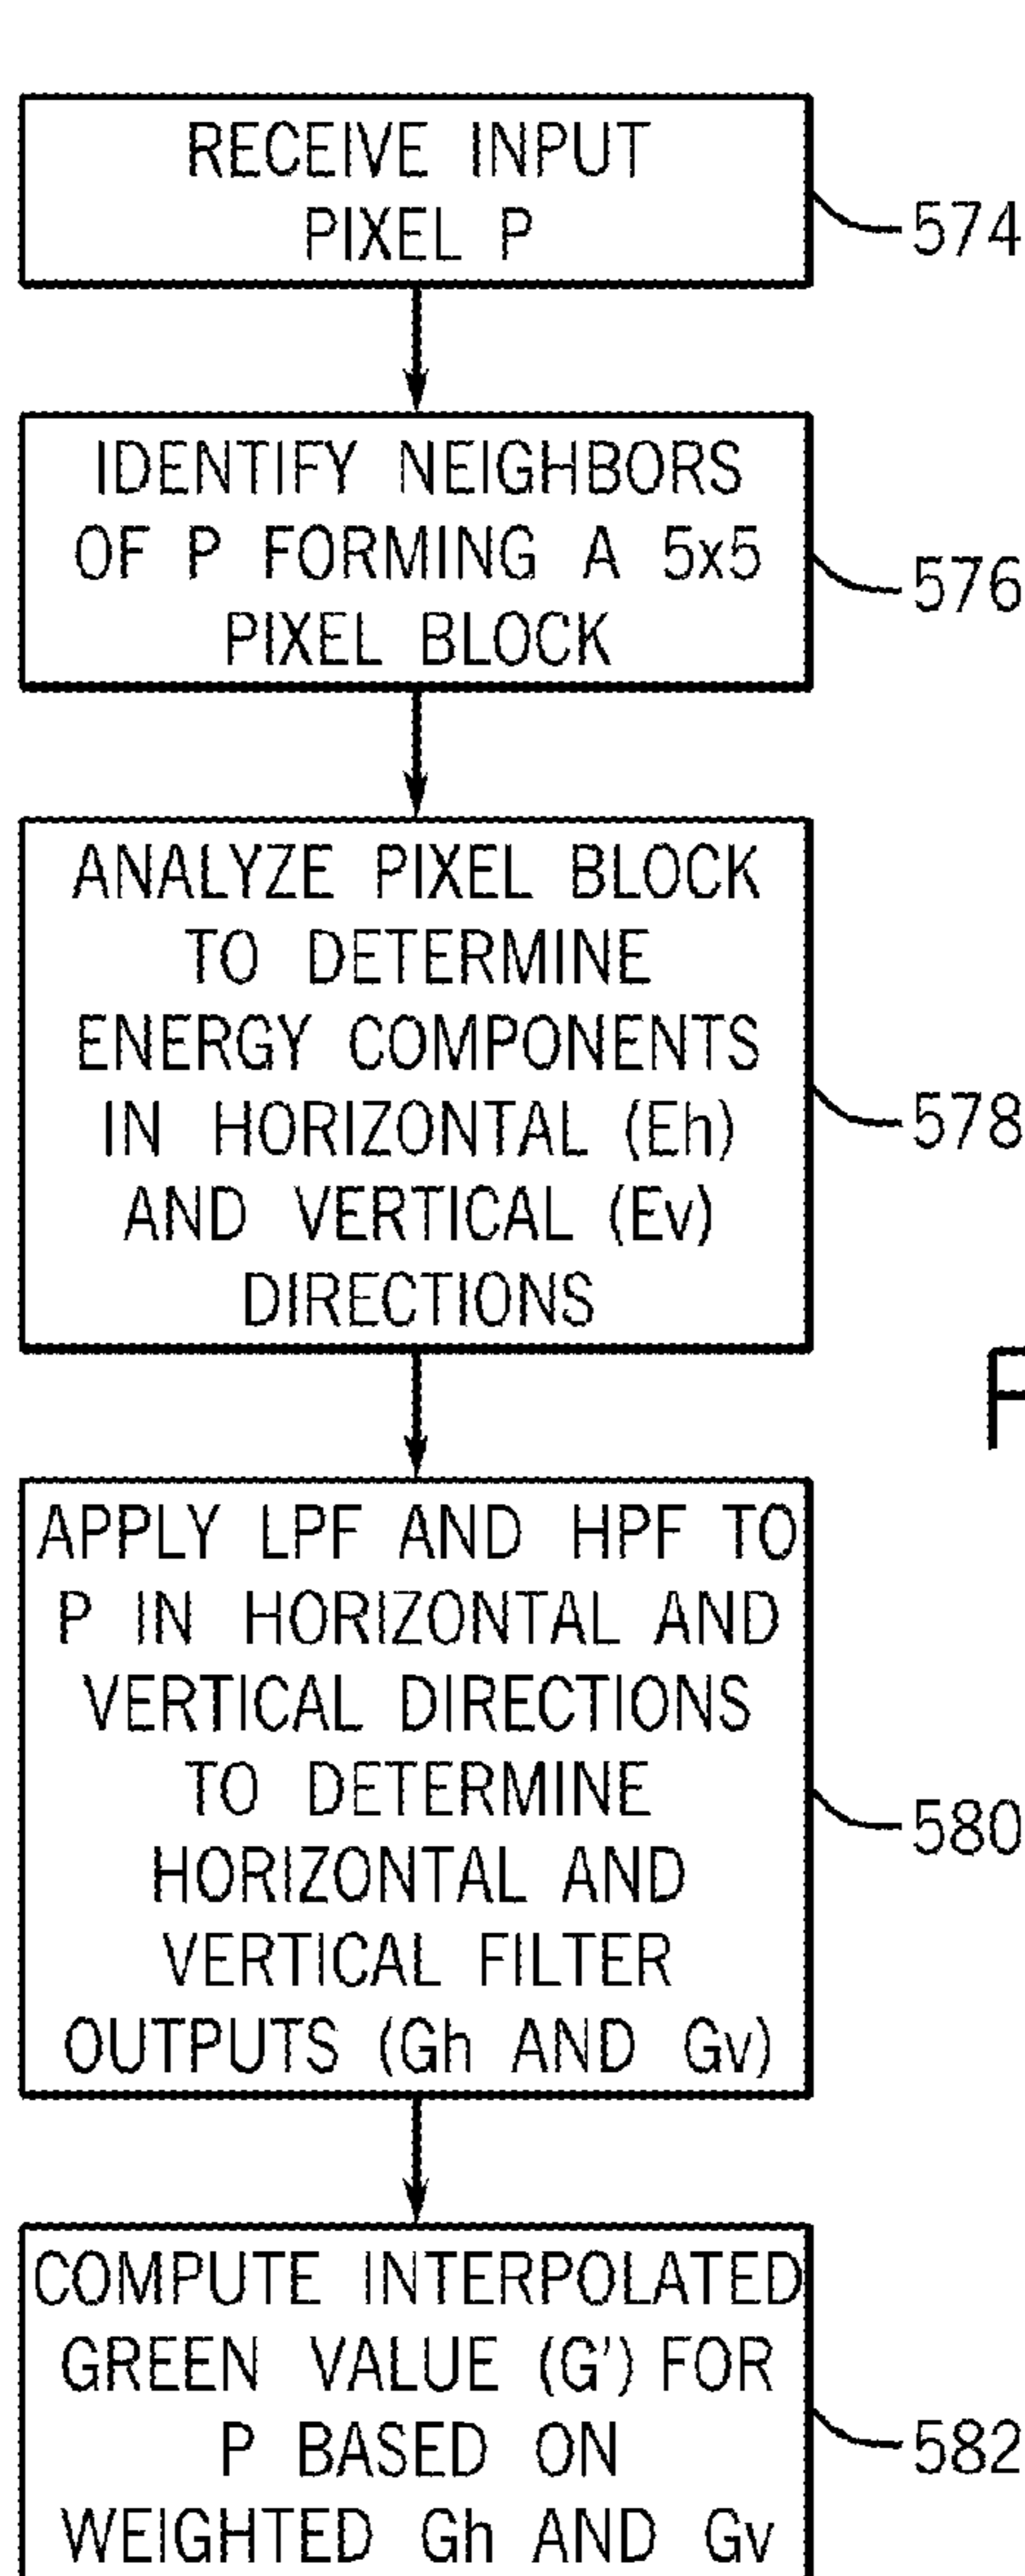 RECEIVE INPUT
PIXEL P
574
IDENTIFY NEIGHBORS
OF P FORMING A 5x5
PIXEL BLOCK
576
ANALYZE PIXEL BLOCK
TO DETERMINE
ENERGY COMPONENTS
IN HORIZONTAL (Eh)
AND VERTICAL (Ev)
DIRECTIONS
578
APPLY LPF AND HPF TO
P IN HORIZONTAL AND
VERTICAL DIRECTIONS
TO DETERMINE
HORIZONTAL AND
VERTICAL FILTER
OUTPUTS (Gh AND Gv)
580
COMPUTE INTERPOLATED
GREEN VALUE (G') FOR
P BASED ON
WEIGHTED Gh AND Gv
582